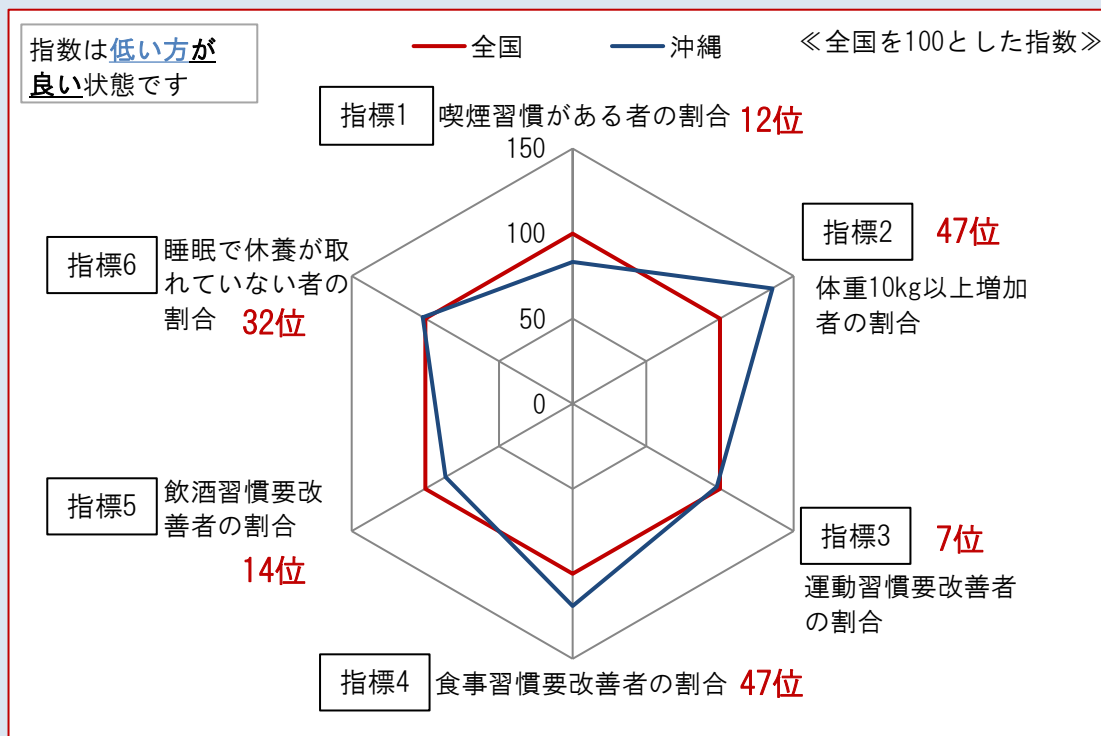 指数は低い方が
良い状態です
全国
沖縄
≪全国を100とした指数≫
指標1
喫煙習慣がある者の割合
12位
150
100
50
0
指標2
47位
体重10kg以上増加
者の割合
指標3
7位
運動習慣要改善者
の割合
指標4
食事習慣要改善者の割合
47位
指標5
飲酒習慣要改
善者の割合
14位
指標6
睡眠で休養が取
れていない者の
割合
32位